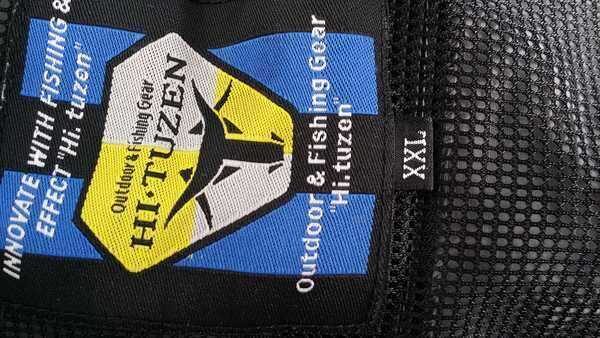 INNOVATE WITH FISHING &
EFFECT "Hi. tuzen"
Outdoor & Fishing Gear
HI·TUZEN
Outdoor & Fishing Gear
"Hi.tuzen"
XXL